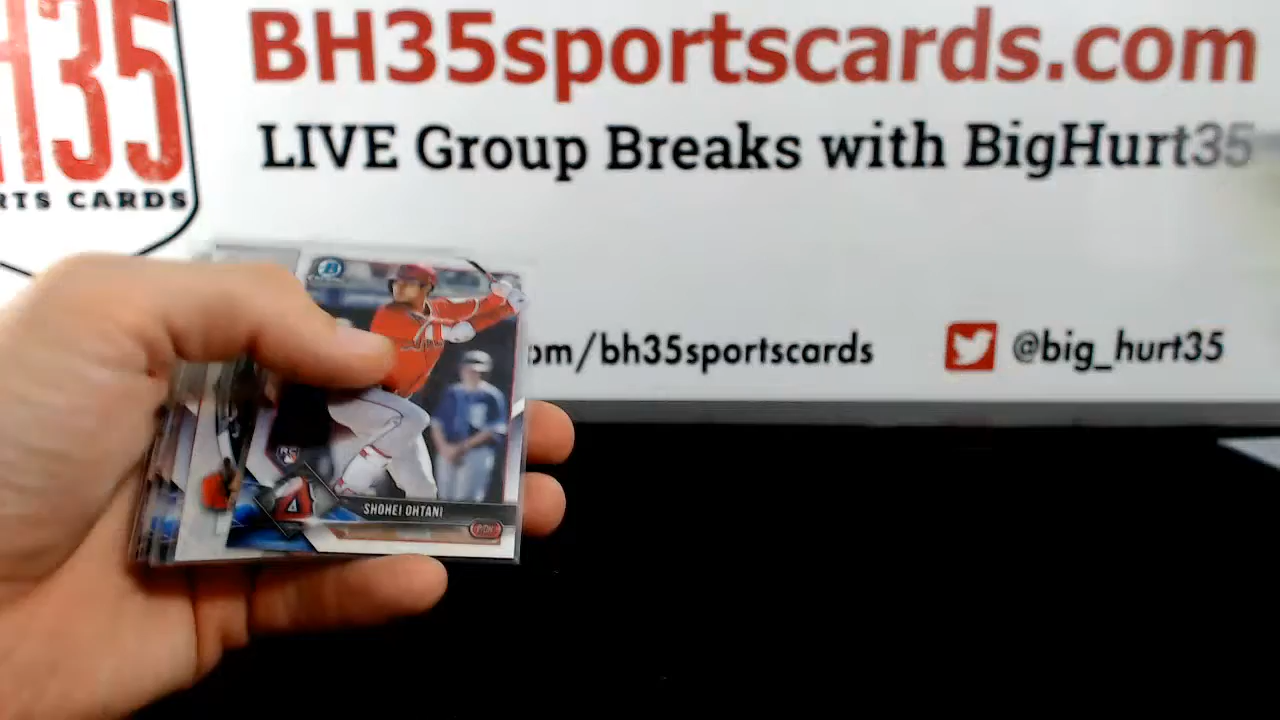 H35
RTS CARDS
BH35sportscards.com
LIVE Group Breaks with BigHurt35
om/bh35sportscards
@big_hurt35
SHOHEI OHTANI